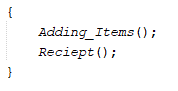 {
Adding_Items();
Reciept();
}